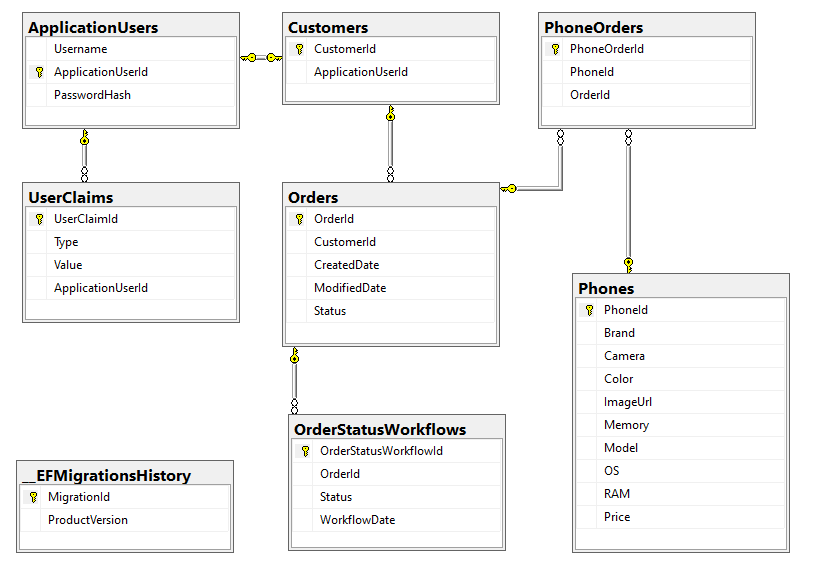 ApplicationUsers
Username
ApplicationUserId
PasswordHash
Customers
CustomerId
ApplicationUserId
PhoneOrders
PhoneOrderId
PhoneId
OrderId
UserClaims
UserClaimId
Type
Value
ApplicationUserId
Orders
OrderId
CustomerId
CreatedDate
ModifiedDate
Status
Phones
PhoneId
Brand
Camera
Color
ImageUrl
Memory
Model
OS
RAM
Price
OrderStatusWorkflows
OrderStatusWorkflowId
OrderId
Status
WorkflowDate
__EFMigrationsHistory
MigrationId
ProductVersion